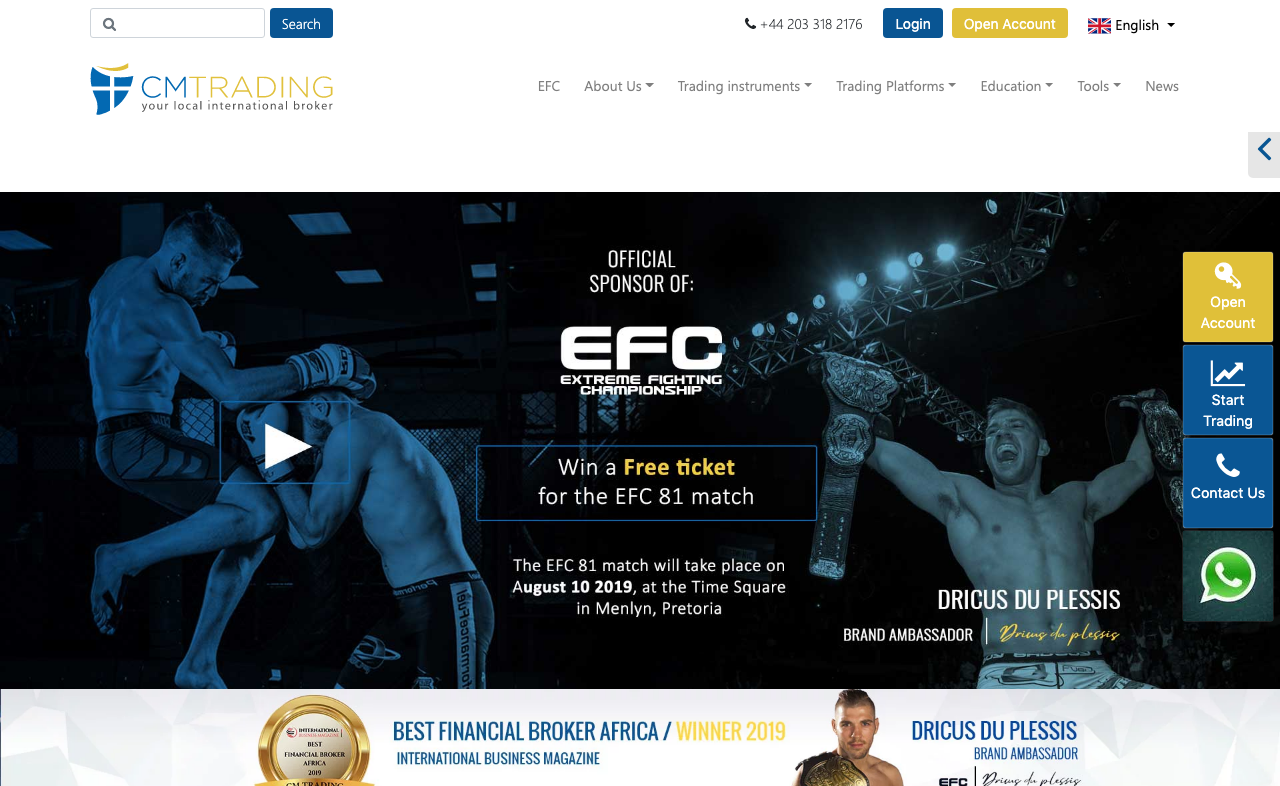 Search
+44 203 318 2176
Login
Open Account
English
CMTRADING
your local international broker
EFC
About Us
Trading instruments
Trading Platforms
Education
Tools
News
OFFICIAL
SPONSOR OF:
EFC
EXTREME FIGHTING
CHAMPIONSHIP
Win a Free ticket
for the EFC 81 match
The EFC 81 match will take place on
August 10 2019, at the Time Square
in Menlyn, Pretoria
DRICUS DU PLESSIS
BRAND AMBASSADOR
Dricus du plessis
Open
Account
Start
Trading
Contact Us
INTERNATIONAL
BUSINESS MAGAZINE
BEST
FINANCIAL BROKER
AFRICA
2019
CM TRADING
BEST FINANCIAL BROKER AFRICA / WINNER 2019
INTERNATIONAL BUSINESS MAGAZINE
DRICUS DU PLESSIS
BRAND AMBASSADOR
EFC
Dricus du plessis